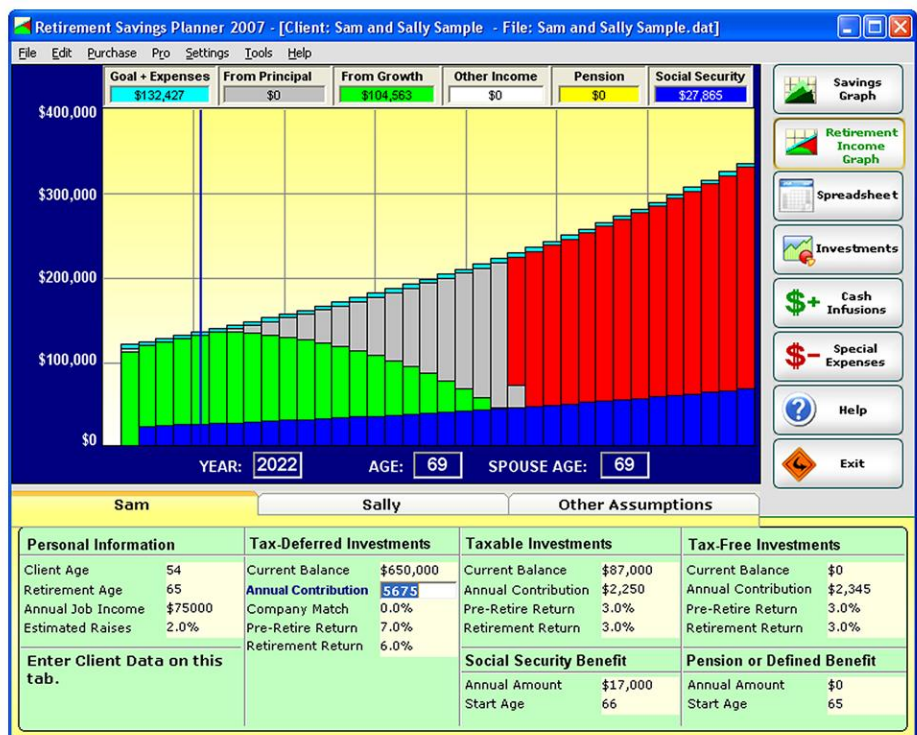 Retirement Savings Planner 2007 - [Client: Sam and Sally Sample - File: Sam and Sally Sample.dat]
File Edit Purchase Pro Settings Tools Help
Goal + Expenses From Principal From Growth Other Income Pension Social Security
$132,427 $0 $104,563 $0 $0 $27,865
$400,000
$300,000
$200,000
$100,000
$0
YEAR: 2022 AGE: 69 SPOUSE AGE: 69
Savings
Graph
Retirement
Income
Graph
Spreadsheet
Investments
$+ Cash
Infusions
$- Special
Expenses
? Help
Exit
Sam Sally Other Assumptions
Personal Information
Client Age 54
Retirement Age 65
Annual Job Income $75000
Estimated Raises 2.0%
Enter Client Data on this
tab.
Tax-Deferred Investments
Current Balance $650,000
Annual Contribution 5675
Company Match 0.0%
Pre-Retire Return 7.0%
Retirement Return 6.0%
Taxable Investments
Current Balance $87,000
Annual Contribution $2,250
Pre-Retire Return 3.0%
Retirement Return 3.0%
Social Security Benefit
Annual Amount $17,000
Start Age 66
Tax-Free Investments
Current Balance $0
Annual Contribution $2,345
Pre-Retire Return 3.0%
Retirement Return 3.0%
Pension or Defined Benefit
Annual Amount $0
Start Age 65